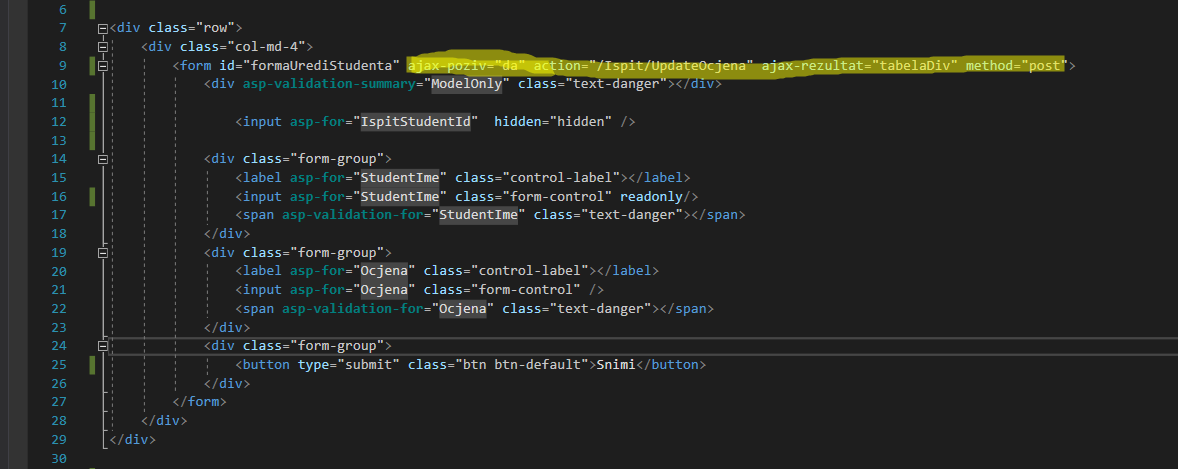 6
7 <div class="row">
8 <div class="col-md-4">
9 <form id="formaUrediStudenta" ajax-poziv="da" action="/Ispit/UpdateOcjena" ajax-rezultat="tabelaDiv" method="post">
10 <div asp-validation-summary="ModelOnly" class="text-danger"></div>
11
12 <input asp-for="IspitStudentId"  hidden="hidden" />
13
14 <div class="form-group">
15 <label asp-for="StudentIme" class="control-label"></label>
16 <input asp-for="StudentIme" class="form-control" readonly/>
17 <span asp-validation-for="StudentIme" class="text-danger"></span>
18 </div>
19 <div class="form-group">
20 <label asp-for="Ocjena" class="control-label"></label>
21 <input asp-for="Ocjena" class="form-control" />
22 <span asp-validation-for="Ocjena" class="text-danger"></span>
23 </div>
24 <div class="form-group">
25 <button type="submit" class="btn btn-default">Snimi</button>
26 </div>
27 </form>
28 </div>
29 </div>
30